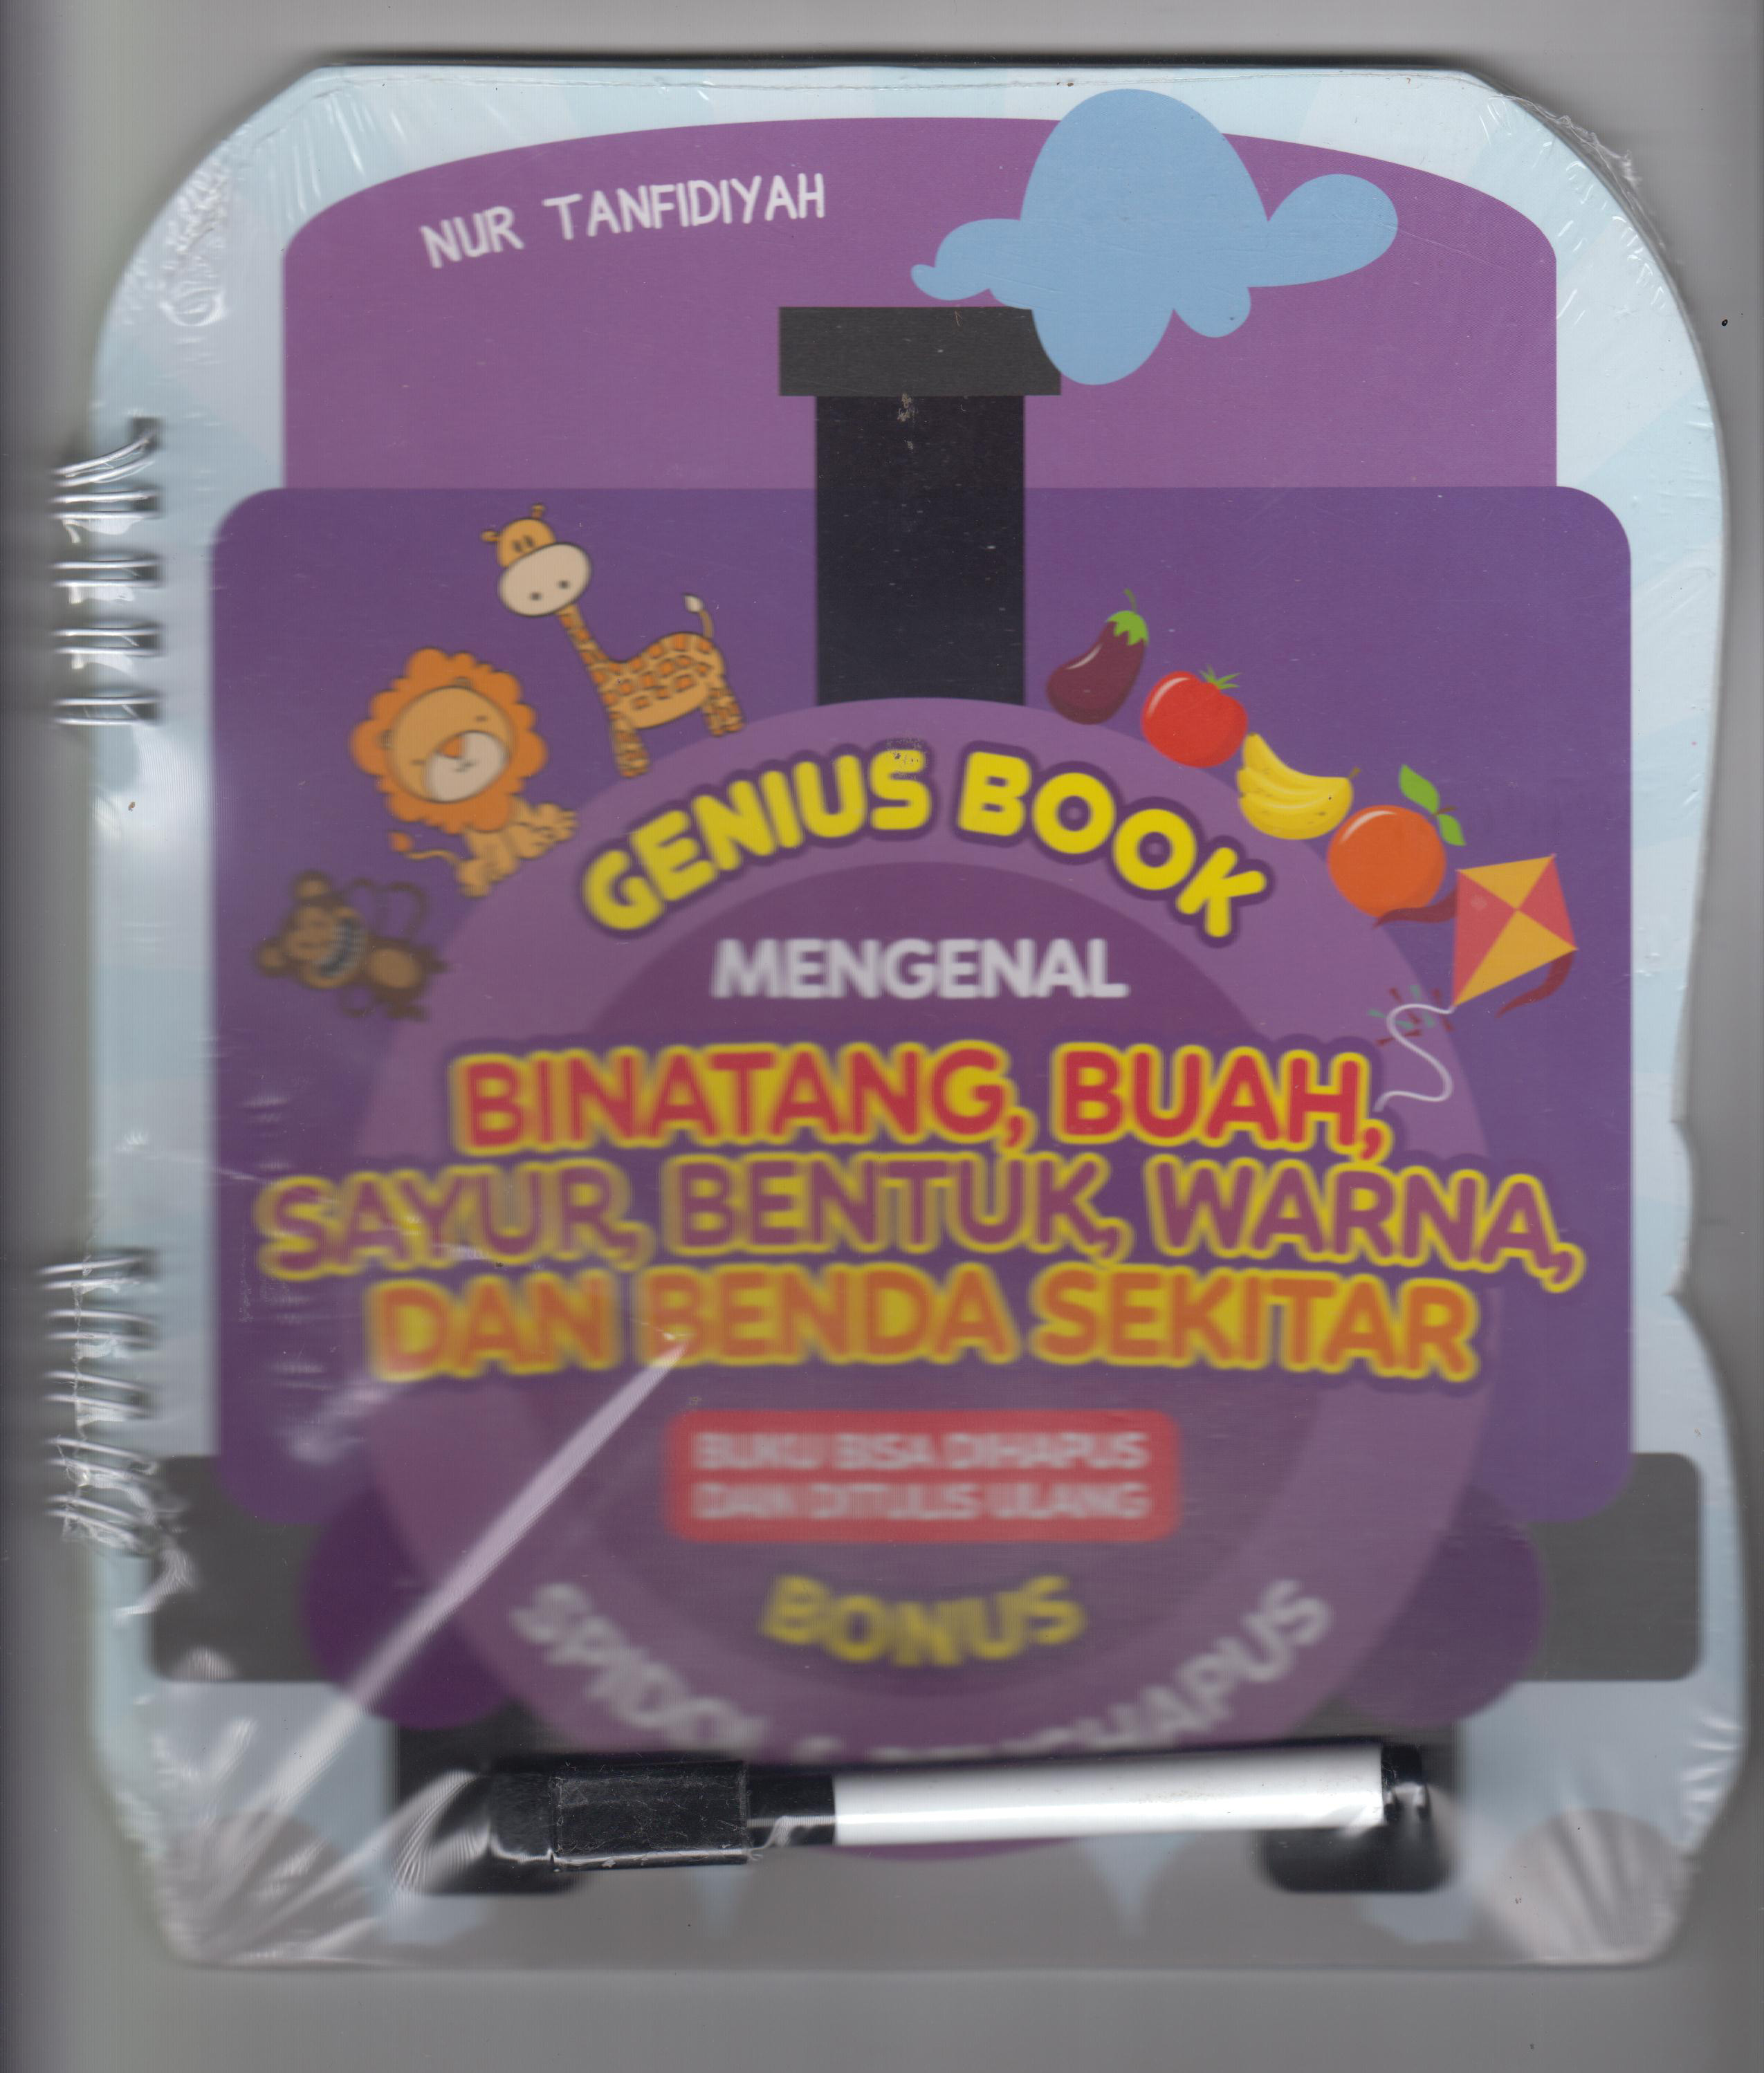 NUR TANFIDIYAH
GENIUS BOOK
MENGENAL
BINATANG, BUAH,
SAYUR, BENTUK, WARNA,
DAN BENDA SEKITAR
BUKU BISA DIHAPUS
DAN DITULIS ULANG
BONUS
SPIDOL &